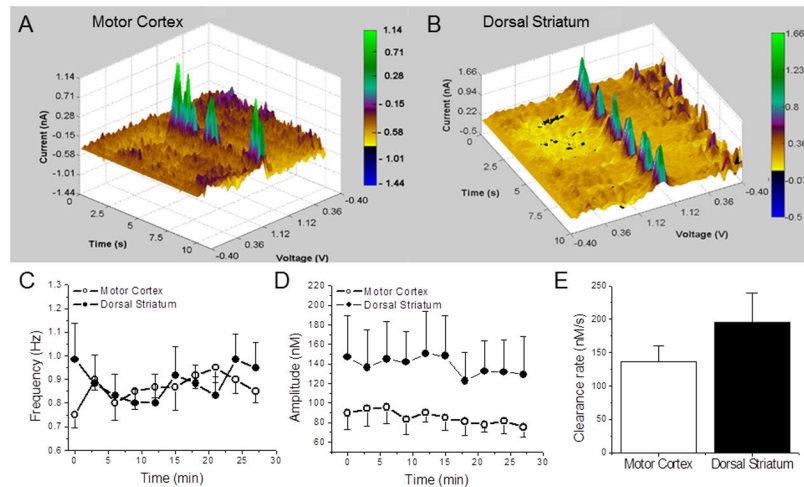 A Motor Cortex
1.14
0.71
0.28
-0.15
-0.58
-1.01
-1.44
Current (nA)
0
2.5
5
7.5
10
Time (s)
-0.40
0.36
1.12
0.36
-0.40
Voltage (V)
1.14
0.71
0.28
-0.15
0.58
1.01
1.44
B Dorsal Striatum
1.66
0.94
0.22
-0.5
Current (nA)
0
2.5
5
7.5
10
Time (s)
-0.40
0.36
1.12
1.12
0.36
-0.40
Voltage (V)
1.66
1.23
0.8
0.36
-0.07
-0.5
C
Motor Cortex
Dorsal Striatum
1.3
1.2
1.1
1.0
0.9
0.8
0.7
0.6
Frequency (Hz)
0 5 10 15 20 25 30
Time (min)
D
Motor Cortex
Dorsal Striatum
220
200
180
160
140
120
100
80
60
Amplitude (nM)
0 5 10 15 20 25 30
Time (min)
E
250
200
150
100
50
0
Clearance rate (nM/s)
Motor Cortex Dorsal Striatum